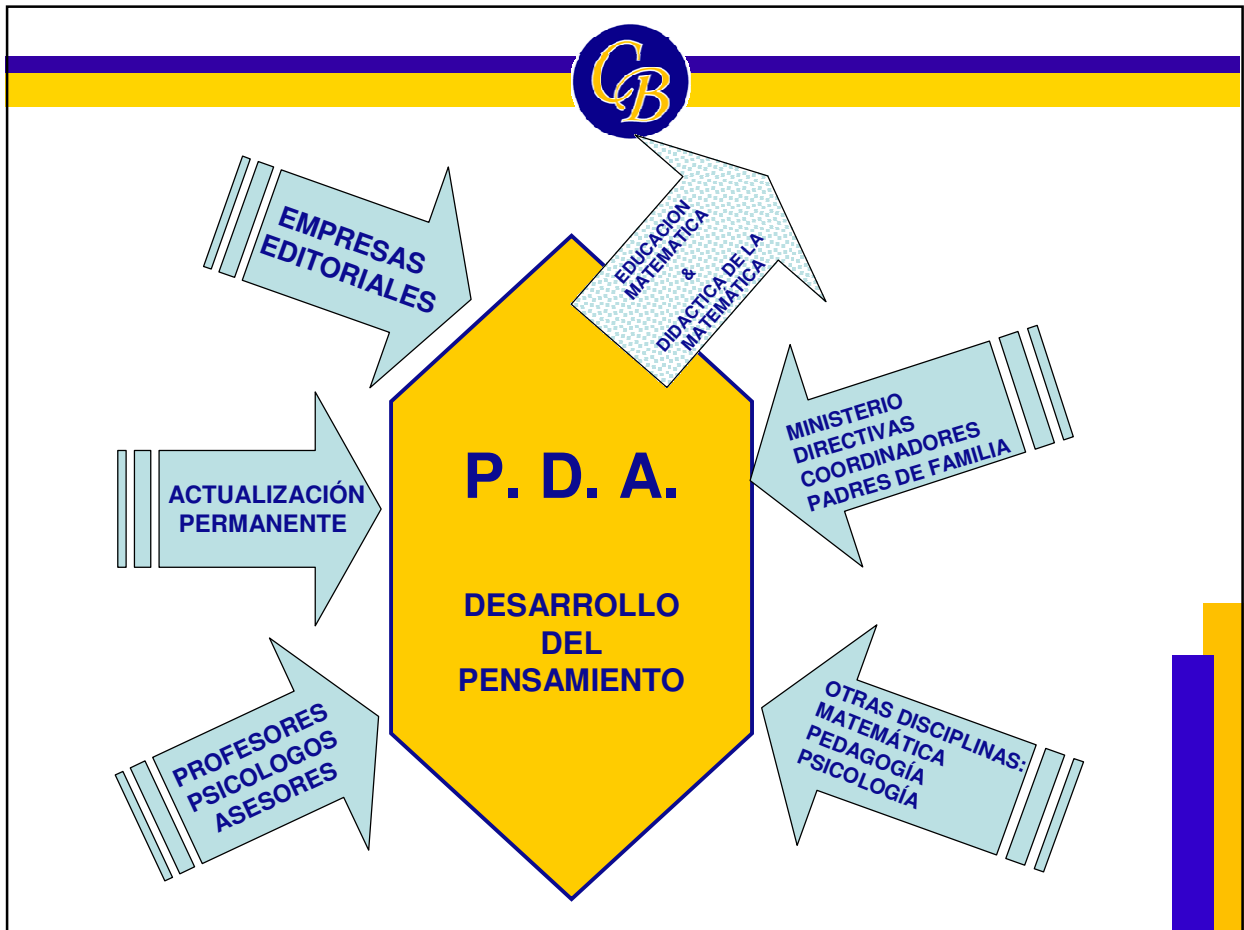 CB
EMPRESAS
EDITORIALES
EDUCACION
MATEMATICA
&
DIDACTICA DE LA
MATEMÁTICA
MINISTERIO
DIRECTIVAS
COORDINADORES
PADRES DE FAMILIA
ACTUALIZACIÓN
PERMANENTE
P. D. A.
DESARROLLO
DEL
PENSAMIENTO
PROFESORES
PSICOLOGOS
ASESORES
OTRAS DISCIPLINAS:
MATEMÁTICA
PEDAGOGÍA
PSICOLOGÍA